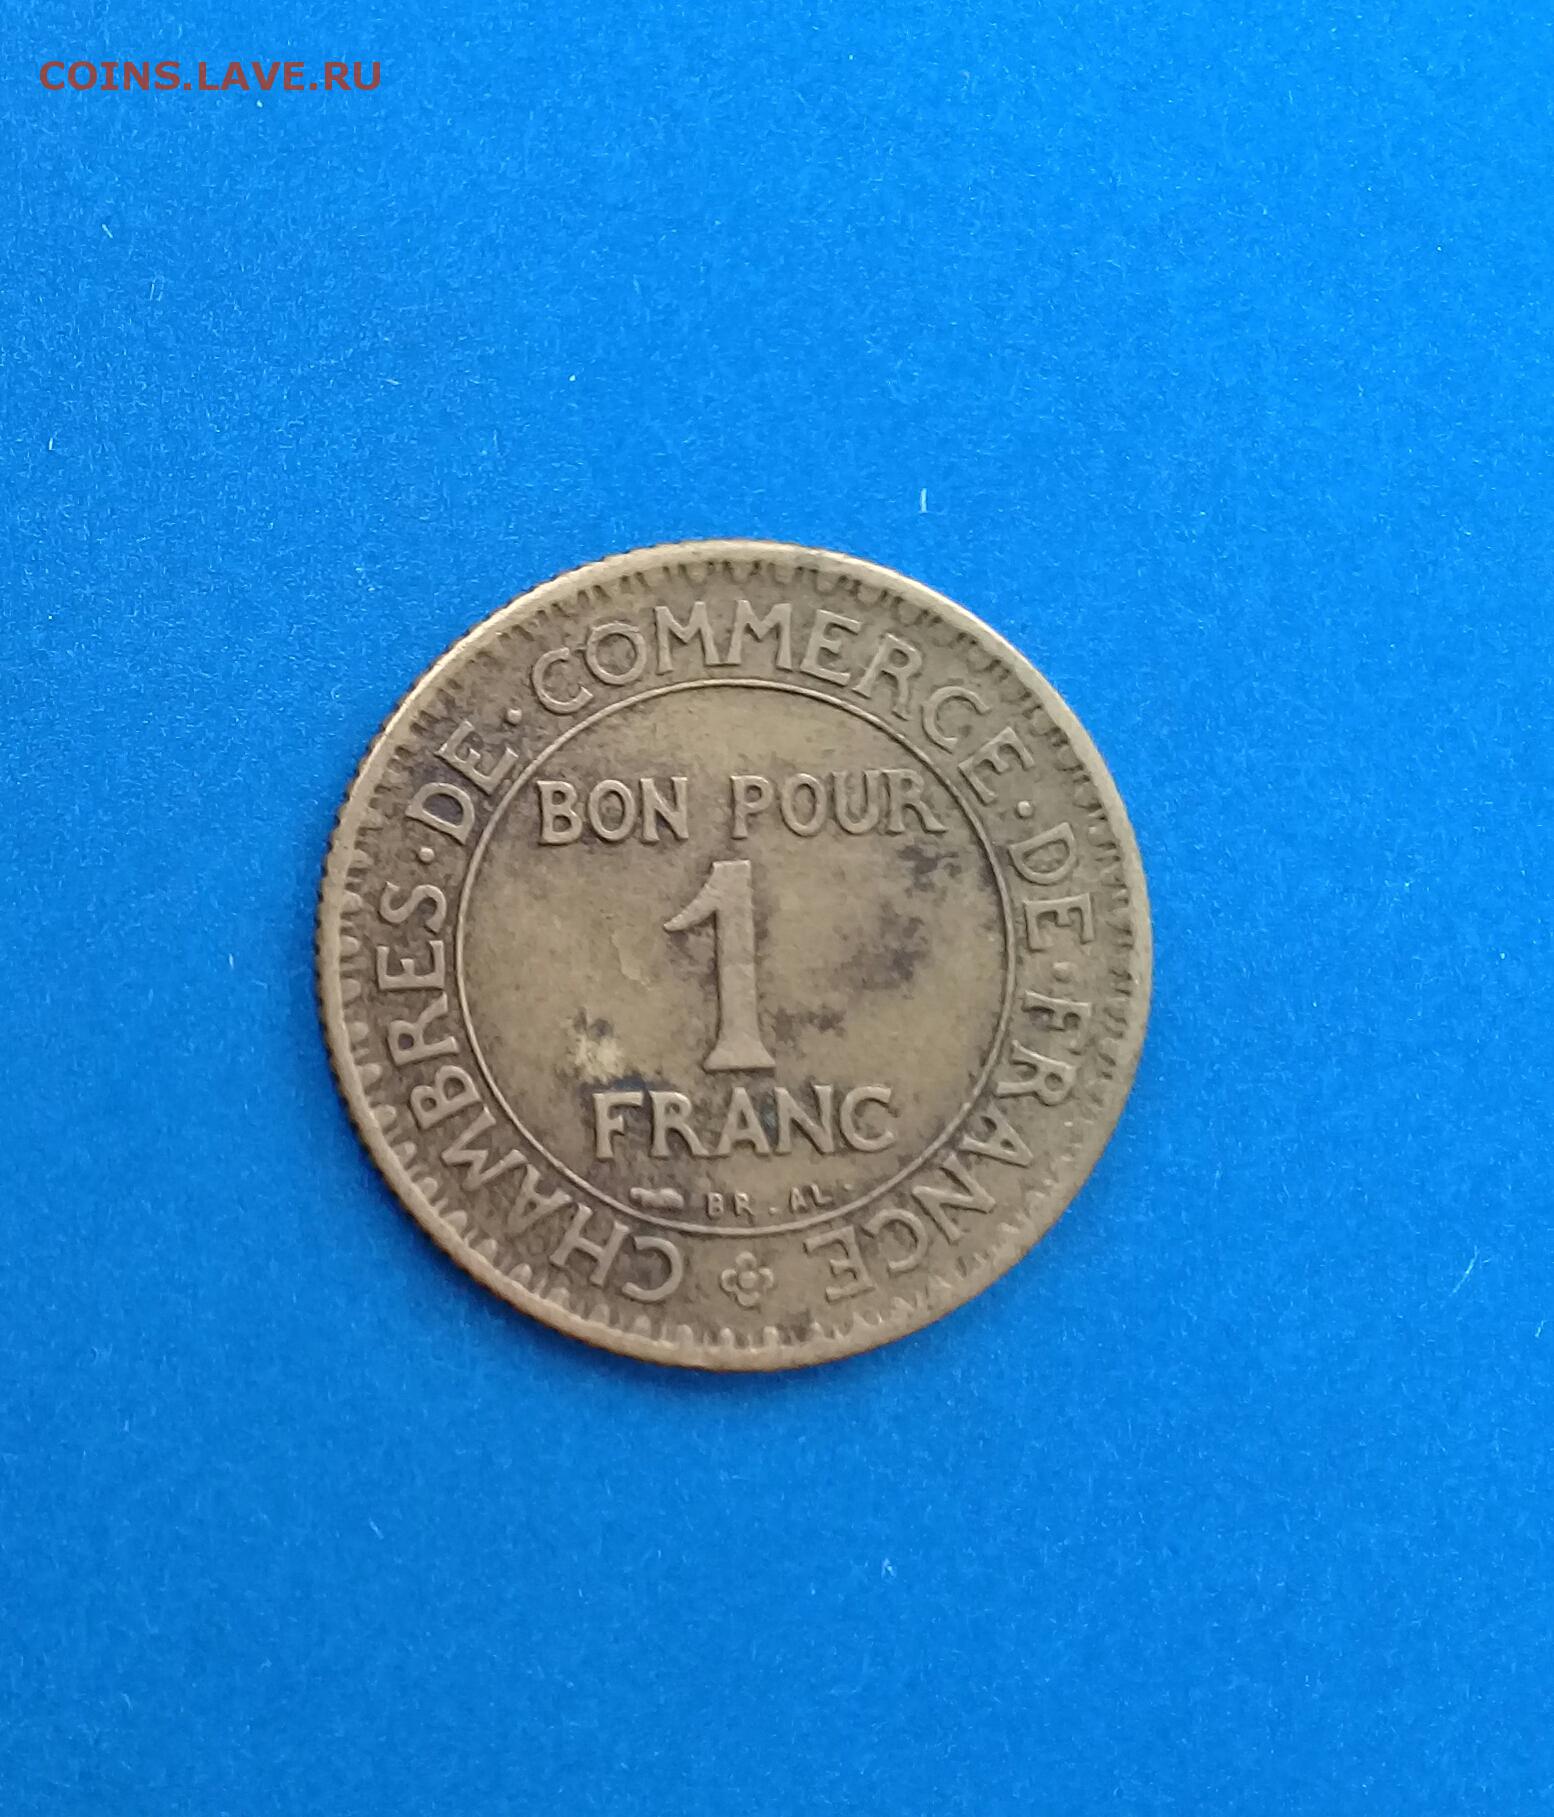 COINS.LAVE.RU
CHAMBRES · DE · COMMERCE · DE · FRANCE
BON POUR
1
FRANC
BR . AL .